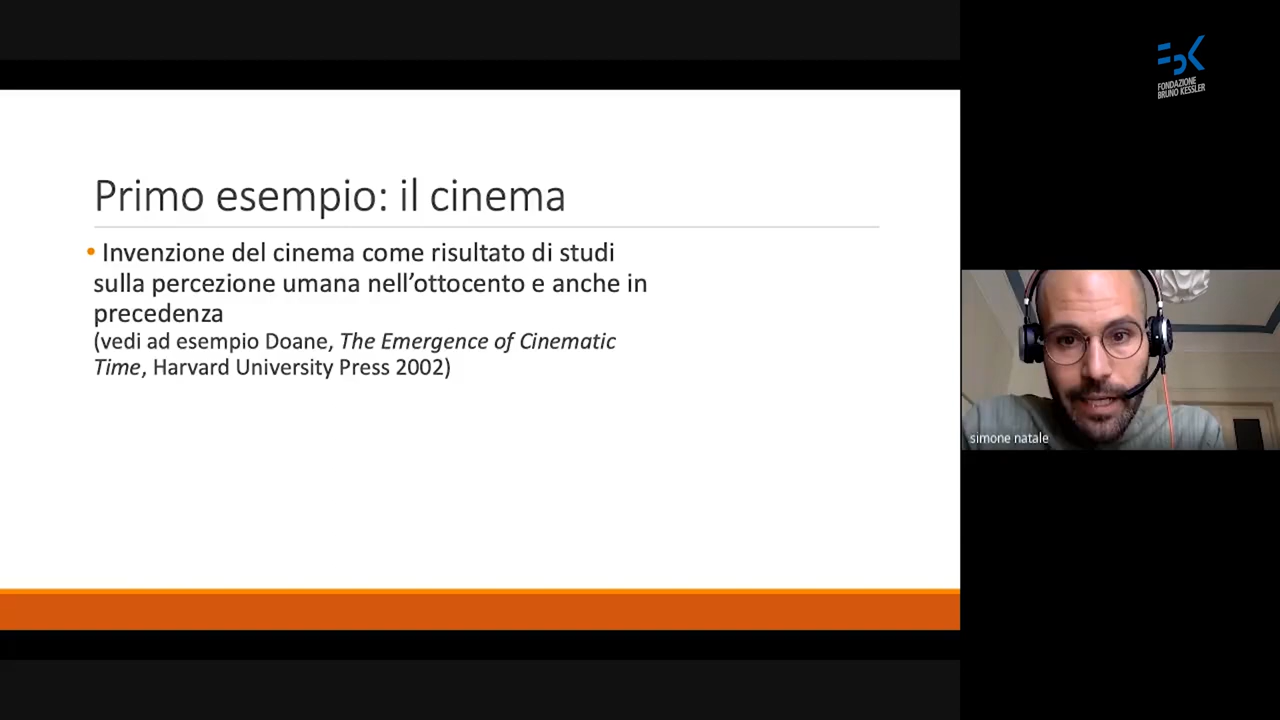 FONDAZIONE
BRUNO KESSLER
Primo esempio: il cinema
• Invenzione del cinema come risultato di studi
sulla percezione umana nell’ottocento e anche in
precedenza
(vedi ad esempio Doane, The Emergence of Cinematic
Time, Harvard University Press 2002)
simone natale